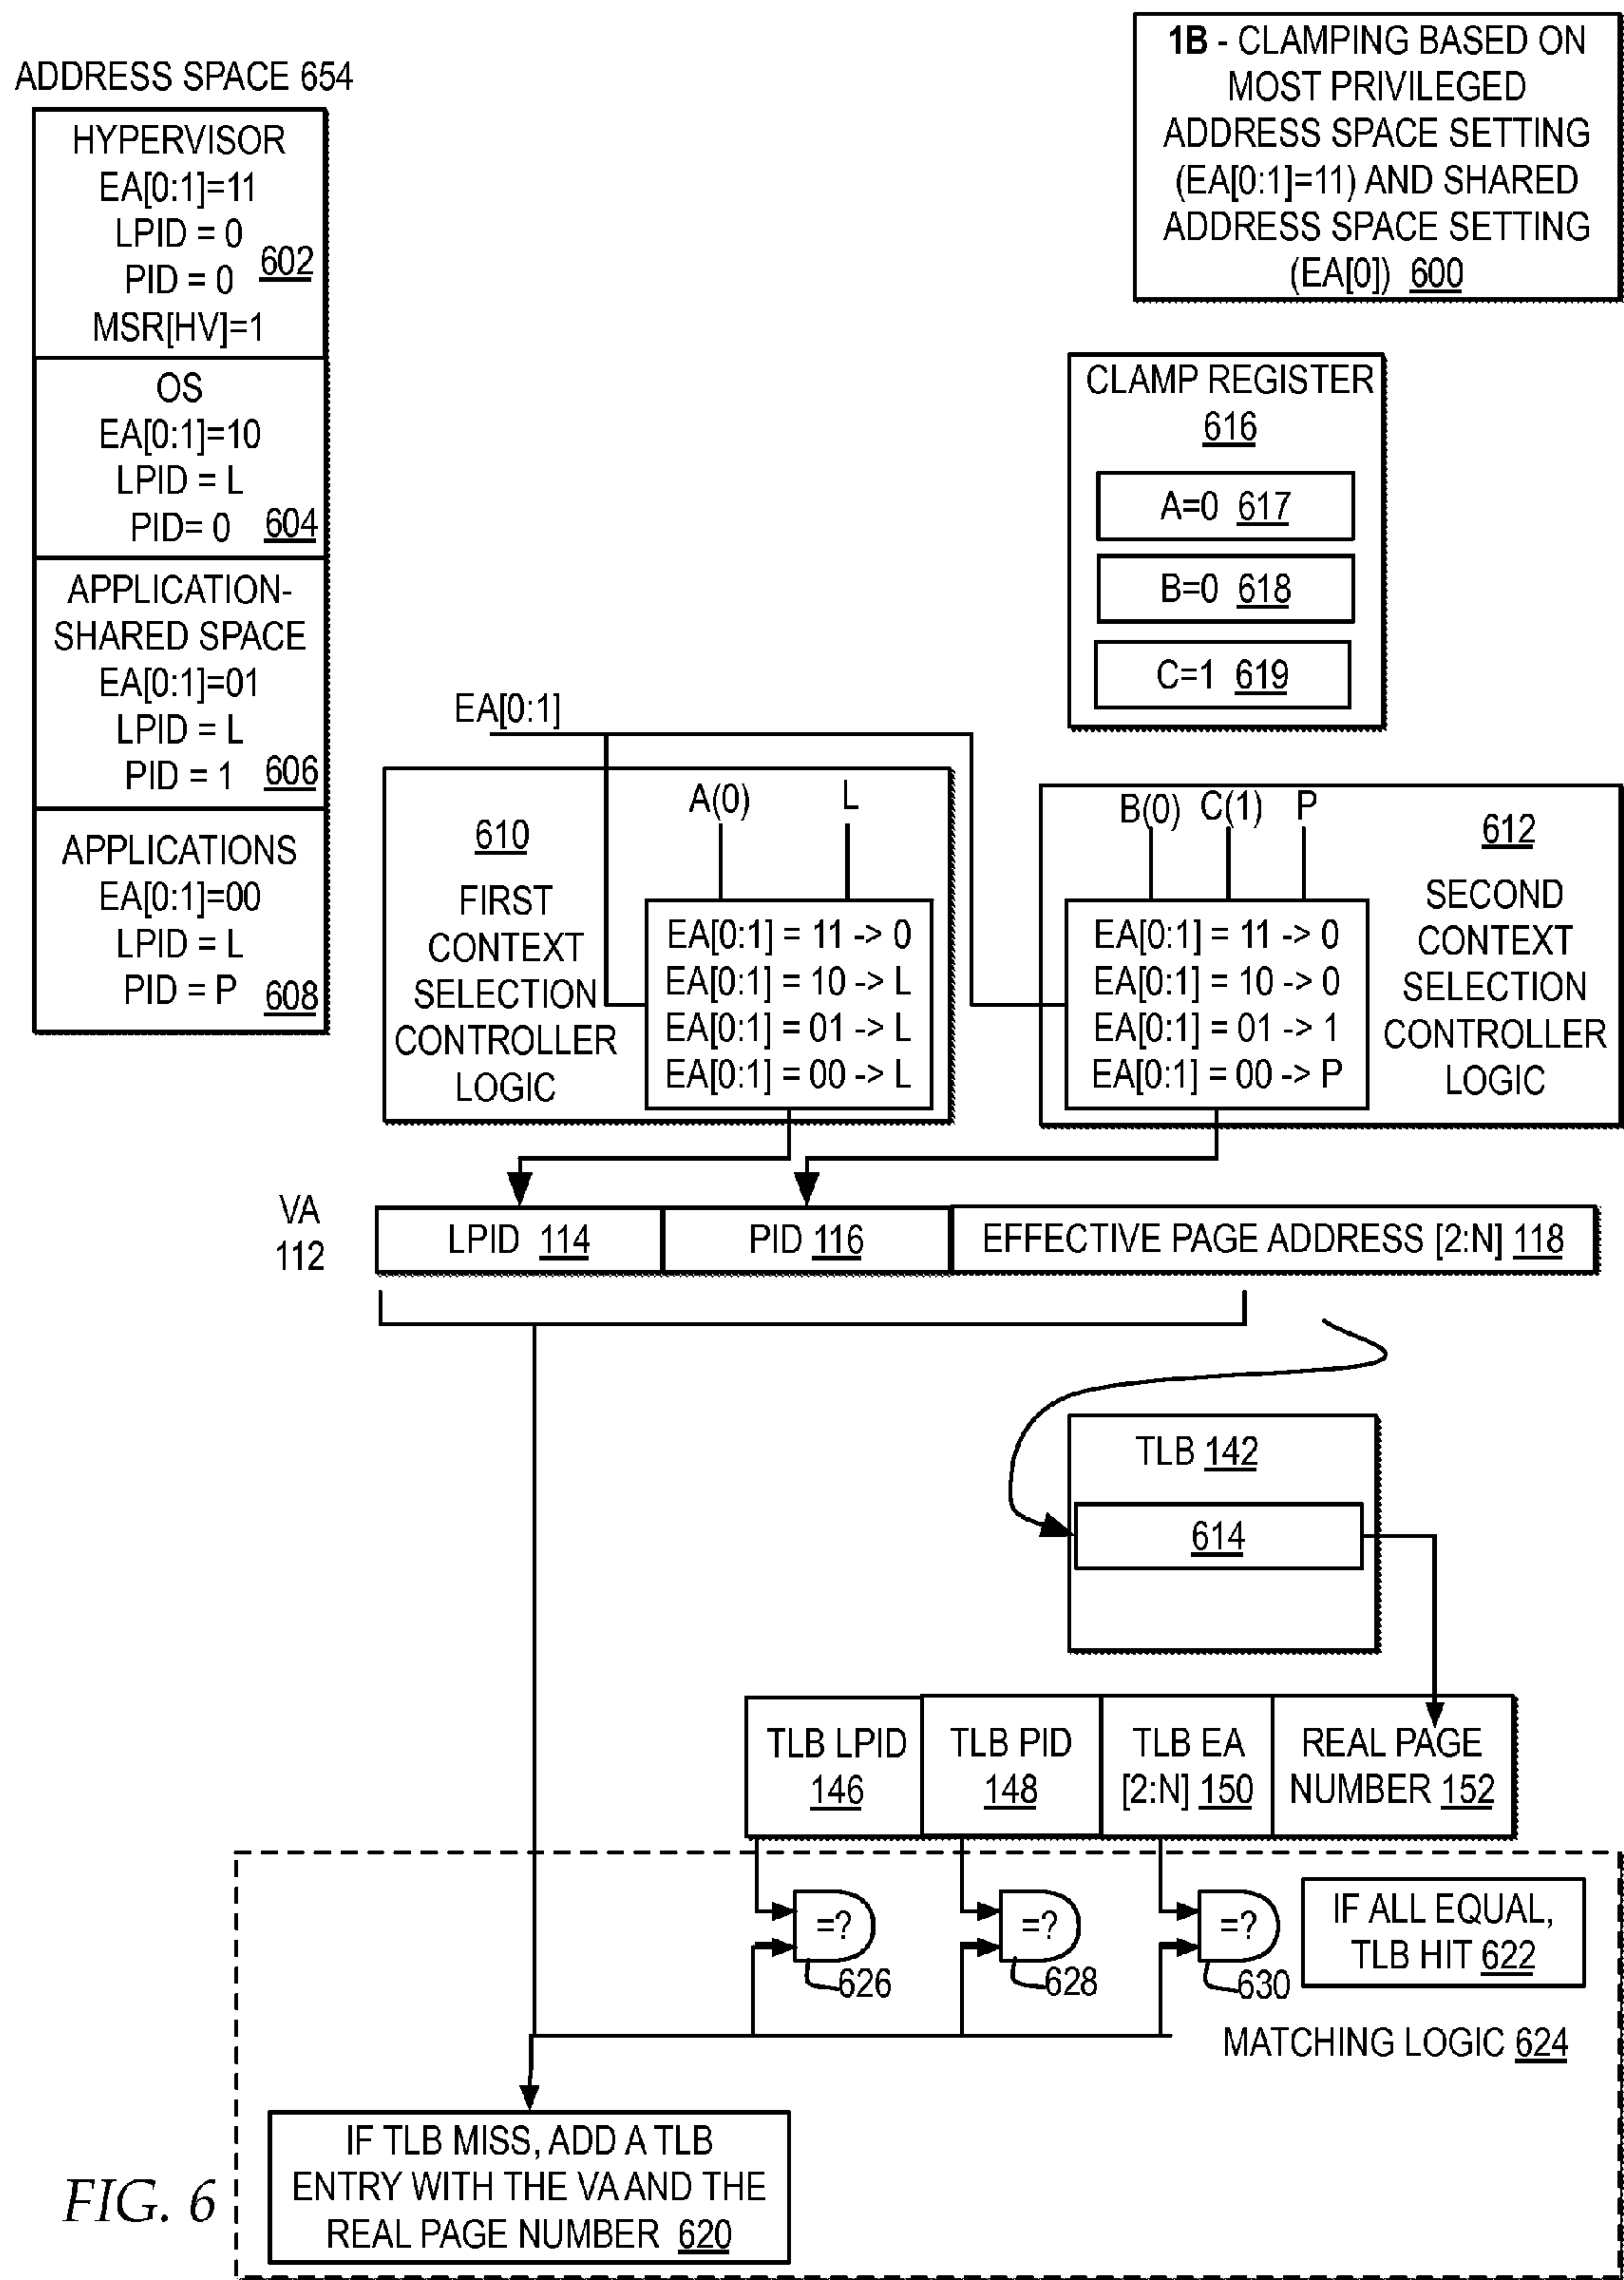 1B - CLAMPING BASED ON
MOST PRIVILEGED
ADDRESS SPACE SETTING
(EA[0:1]=11) AND SHARED
ADDRESS SPACE SETTING
(EA[0]) 600
ADDRESS SPACE 654
HYPERVISOR
EA[0:1]=11
LPID = 0
PID = 0 602
MSR[HV]=1
OS
EA[0:1]=10
LPID = L
PID= 0 604
APPLICATION-
SHARED SPACE
EA[0:1]=01
LPID = L
PID = 1 606
APPLICATIONS
EA[0:1]=00
LPID = L
PID = P 608
CLAMP REGISTER
616
A=0 617
B=0 618
C=1 619
EA[0:1]
610
FIRST
CONTEXT
SELECTION
CONTROLLER
LOGIC
A(0) L
EA[0:1] = 11 -> 0
EA[0:1] = 10 -> L
EA[0:1] = 01 -> L
EA[0:1] = 00 -> L
B(0) C(1) P
EA[0:1] = 11 -> 0
EA[0:1] = 10 -> 0
EA[0:1] = 01 -> 1
EA[0:1] = 00 -> P
612
SECOND
CONTEXT
SELECTION
CONTROLLER
LOGIC
VA
112
LPID 114
PID 116
EFFECTIVE PAGE ADDRESS [2:N] 118
TLB 142
614
TLB LPID
146
TLB PID
148
TLB EA
[2:N] 150
REAL PAGE
NUMBER 152
=?
626
=?
628
=?
630
IF ALL EQUAL,
TLB HIT 622
MATCHING LOGIC 624
IF TLB MISS, ADD A TLB
ENTRY WITH THE VA AND THE
REAL PAGE NUMBER 620
FIG. 6